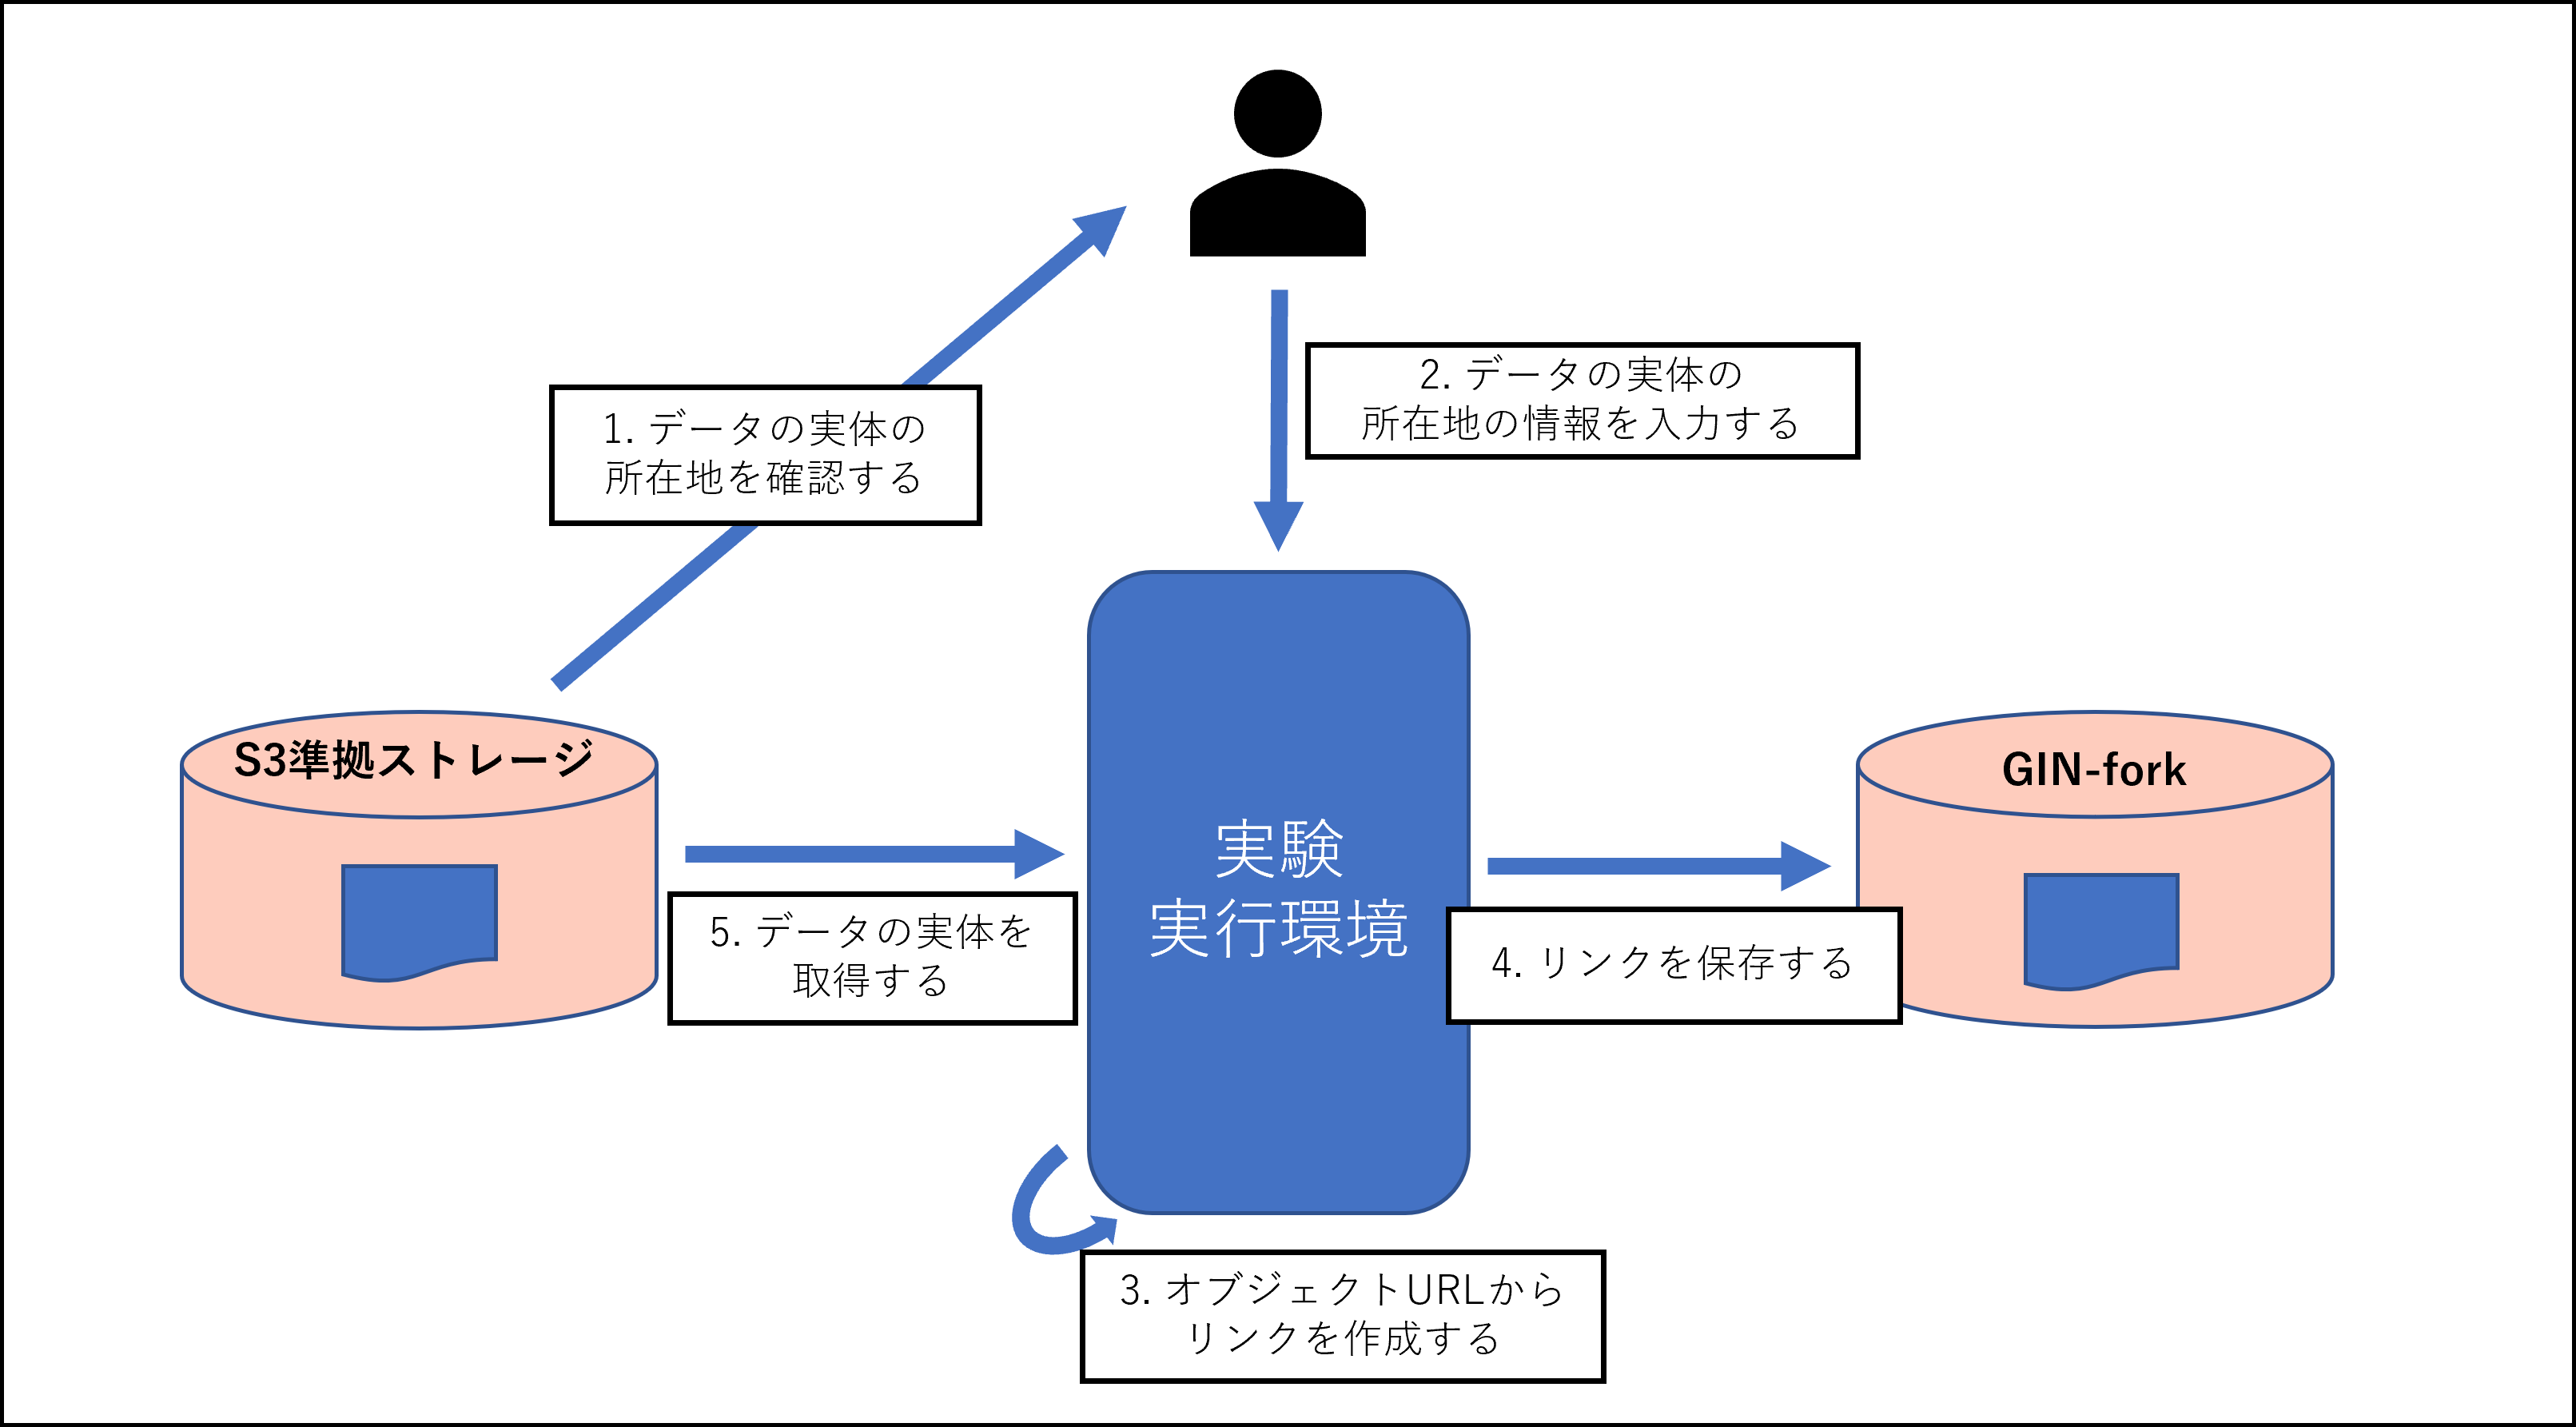 1. データの実体の
所在地を確認する
2. データの実体の
所在地の情報を入力する
S3準拠ストレージ
GIN-fork
実験
実行環境
5. データの実体を
取得する
4. リンクを保存する
3. オブジェクトURLから
リンクを作成する